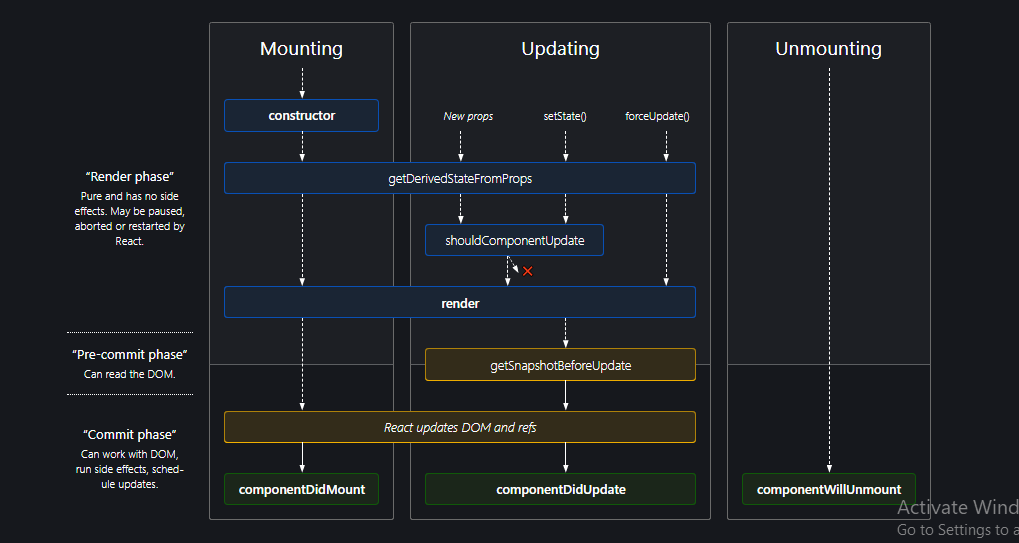 Mounting
Updating
Unmounting
constructor
New props
setState()
forceUpdate()
“Render phase”
Pure and has no side
effects. May be paused,
aborted or restarted by
React.
getDerivedStateFromProps
shouldComponentUpdate
render
“Pre-commit phase”
Can read the DOM.
getSnapshotBeforeUpdate
“Commit phase”
Can work with DOM,
run side effects, sched-
ule updates.
React updates DOM and refs
componentDidMount
componentDidUpdate
componentWillUnmount
Activate Wind
Go to Settings to a